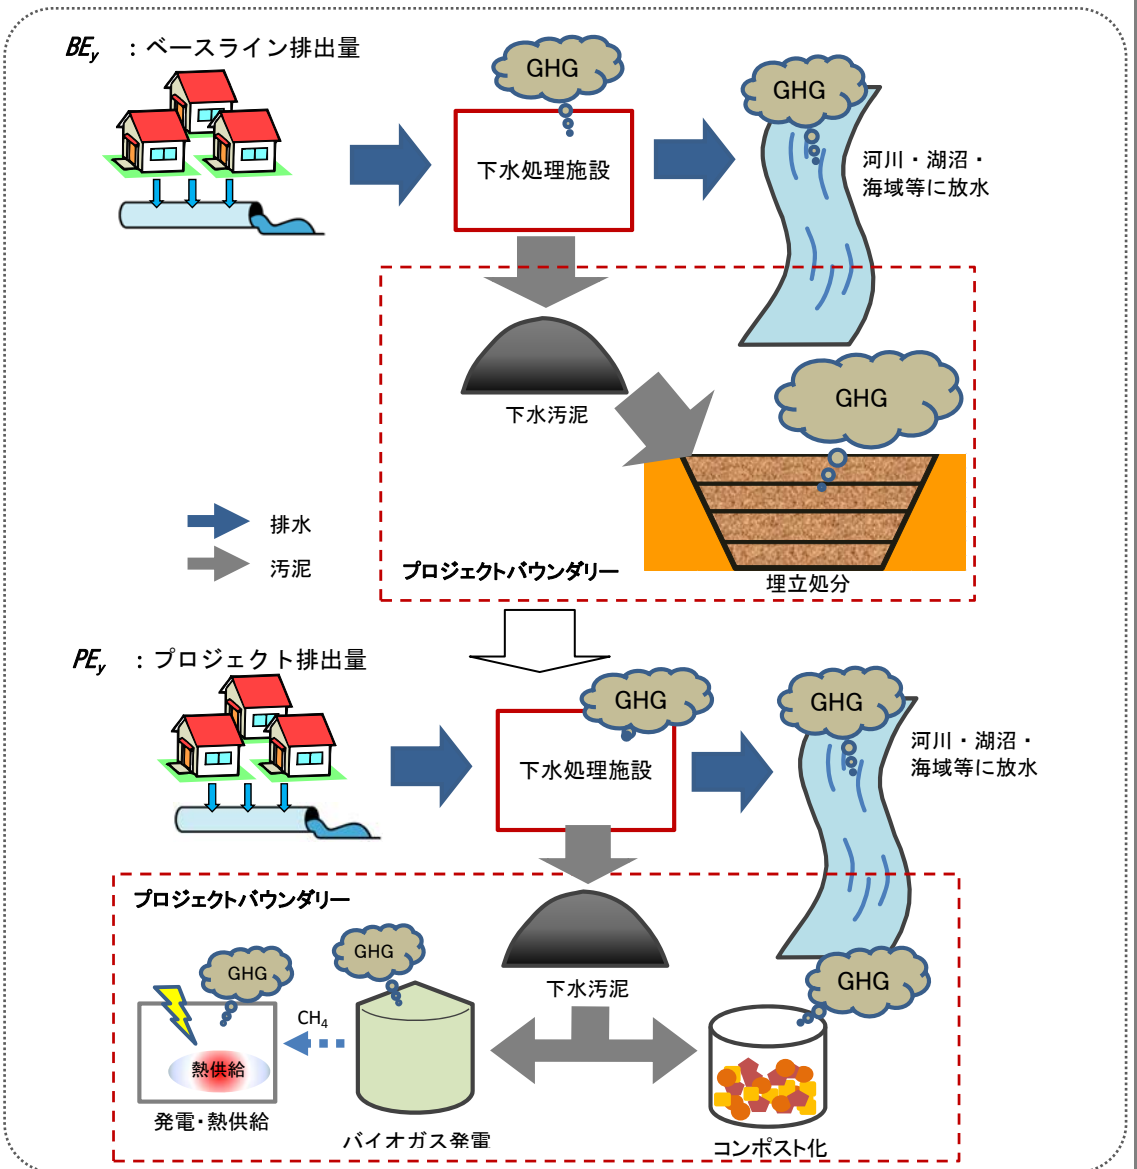 BEy ：ベースライン排出量
GHG
GHG
下水処理施設
河川・湖沼・
海域等に放水
下水汚泥
GHG
排水
汚泥
プロジェクトバウンダリー
埋立処分
PEy ：プロジェクト排出量
GHG
GHG
下水処理施設
河川・湖沼・
海域等に放水
プロジェクトバウンダリー
GHG
GHG
下水汚泥
GHG
CH4
熱供給
発電・熱供給
バイオガス発電
コンポスト化